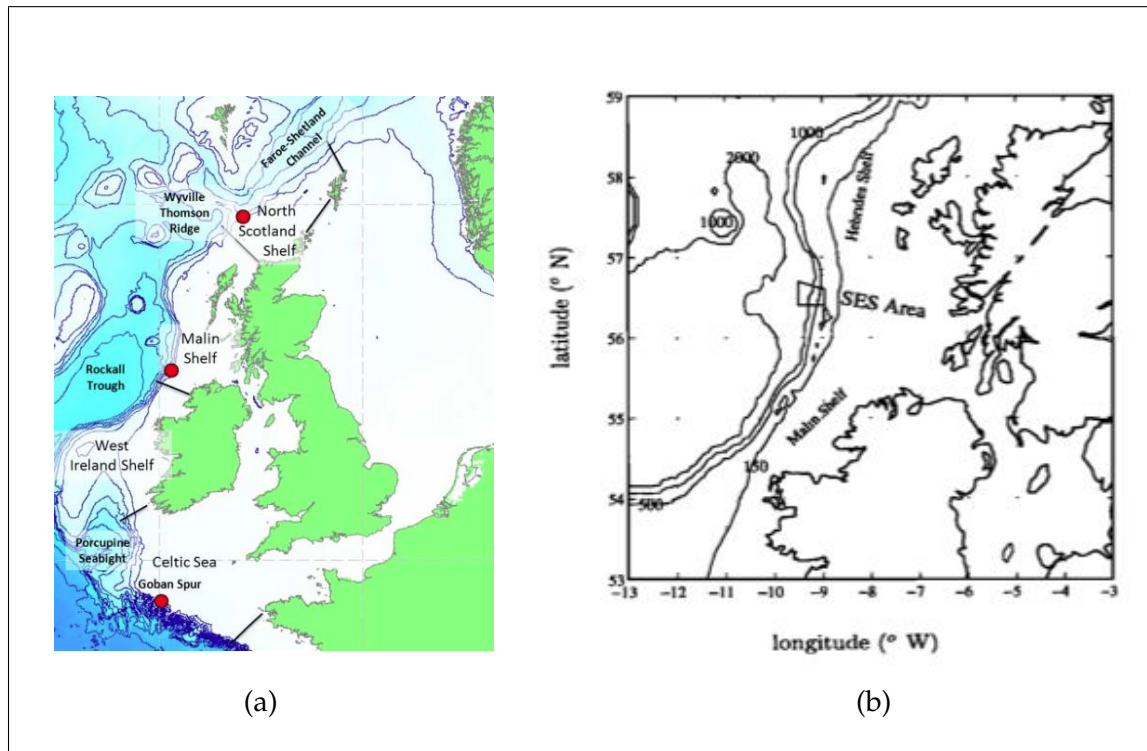 Faroe-Shetland
Channel
Wyville
Thomson
Ridge
North
Scotland
Shelf
Malin
Shelf
Rockall
Trough
West
Ireland Shelf
Porcupine
Seabight
Celtic Sea
Goban Spur
(a)
59
58
57
56
55
54
53
latitude (° N)
1000
2000
1000
Hebrides Shelf
SES Area
Malin Shelf
150
500
-13 -12 -11 -10 -9 -8 -7 -6 -5 -4 -3
longitude (° W)
(b)